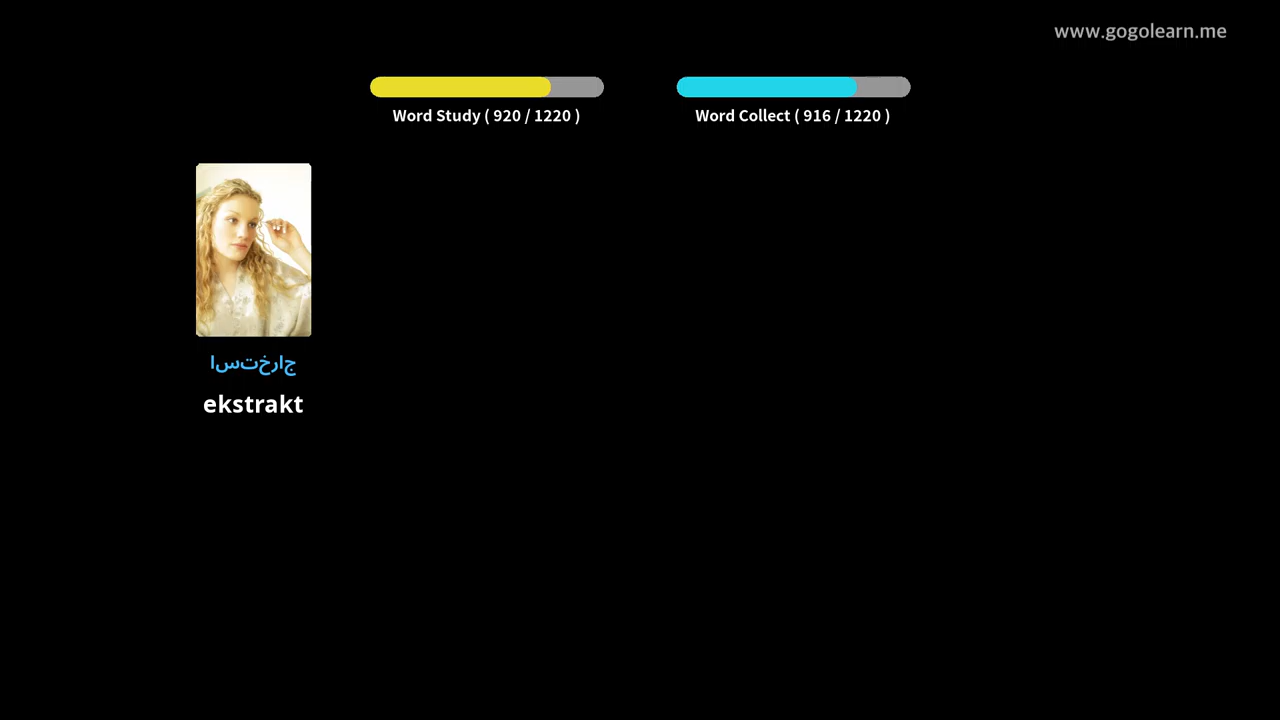 www.gogolearn.me
Word Study ( 920 / 1220 )
Word Collect ( 916 / 1220 )
استخراج
ekstrakt